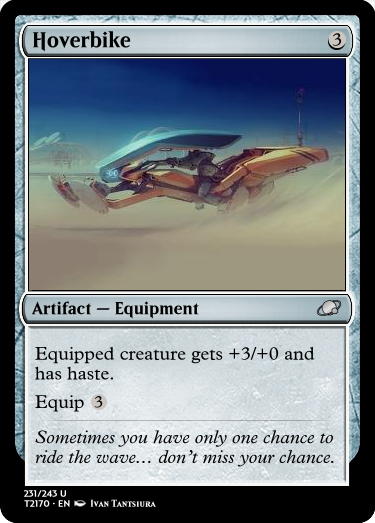 Hoverbike 3
Artifact — Equipment
Equipped creature gets +3/+0 and
has haste.
Equip 3
Sometimes you have only one chance to
ride the wave... don't miss your chance.
231/243 U
T2170 • EN Ivan Tantsiura